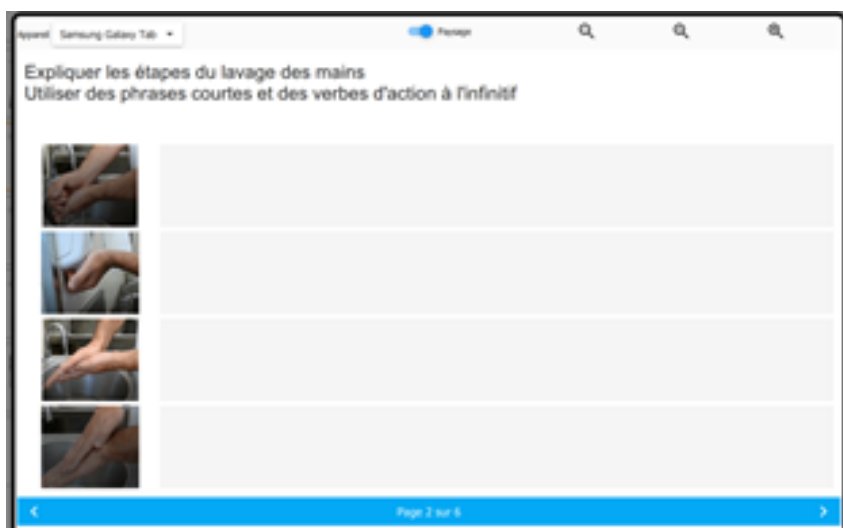 Appareil Samsung Galaxy Tab
Paysage
Expliquer les étapes du lavage des mains
Utiliser des phrases courtes et des verbes d'action à l'infinitif
Page 2 sur 6